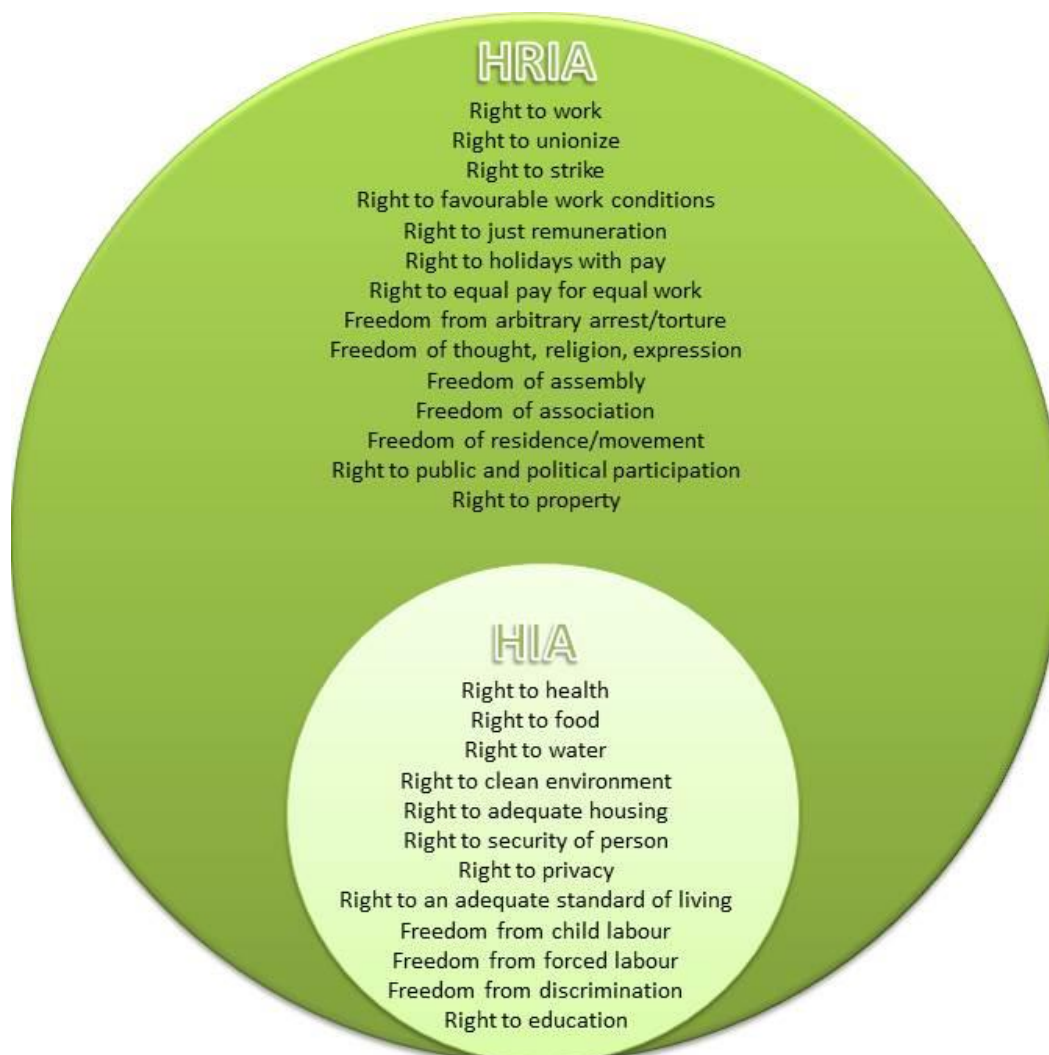 HRIA
Right to work
Right to unionize
Right to strike
Right to favourable work conditions
Right to just remuneration
Right to holidays with pay
Right to equal pay for equal work
Freedom from arbitrary arrest/torture
Freedom of thought, religion, expression
Freedom of assembly
Freedom of association
Freedom of residence/movement
Right to public and political participation
Right to property
HIA
Right to health
Right to food
Right to water
Right to clean environment
Right to adequate housing
Right to security of person
Right to privacy
Right to an adequate standard of living
Freedom from child labour
Freedom from forced labour
Freedom from discrimination
Right to education